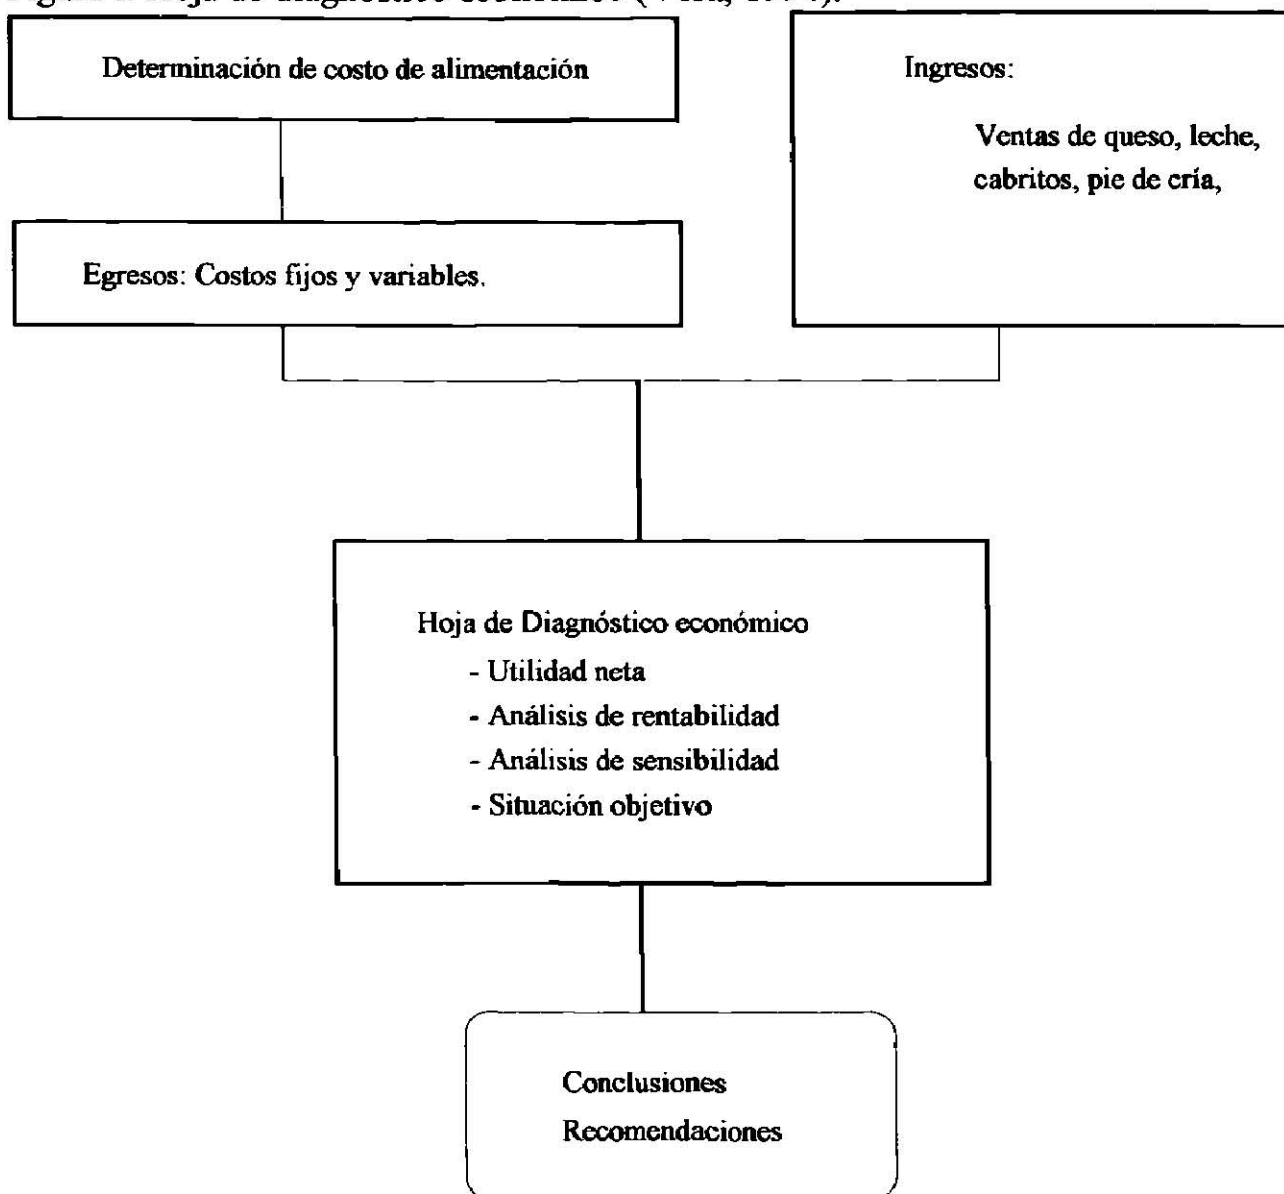 Determinación de costo de alimentación
Ingresos:
Ventas de queso, leche,
cabritos, pie de cría,
Egresos: Costos fijos y variables.
Hoja de Diagnóstico económico
- Utilidad neta
- Análisis de rentabilidad
- Análisis de sensibilidad
- Situación objetivo
Conclusiones
Recomendaciones